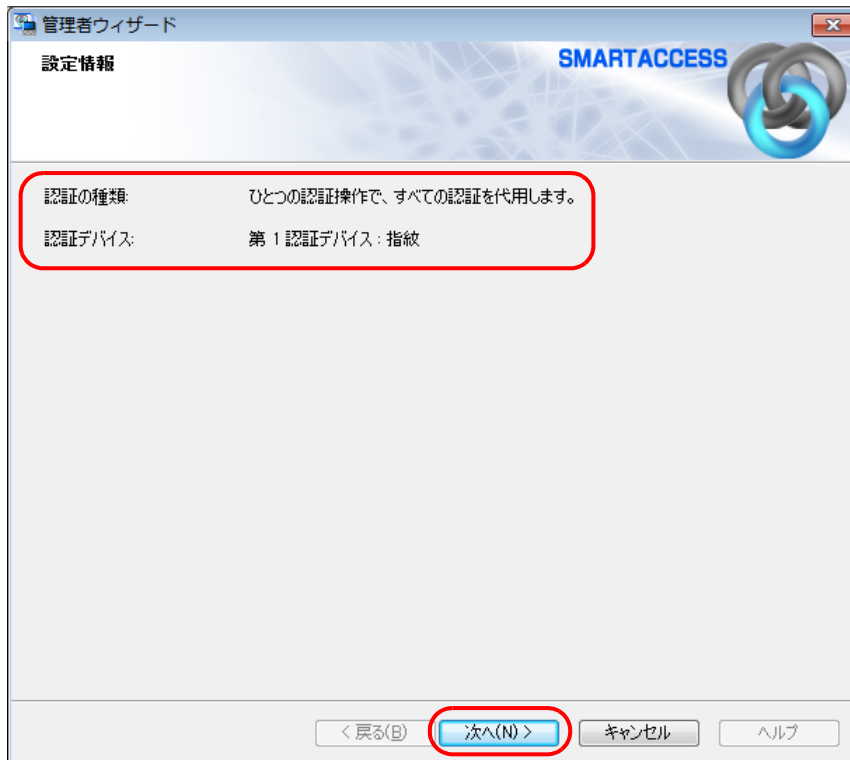 管理者ウィザード
設定情報
SMARTACCESS
認証の種類: ひとつの認証操作で、すべての認証を代用します。
認証デバイス: 第 1 認証デバイス : 指紋
< 戻る(B) 次へ(N) > キャンセル ヘルプ